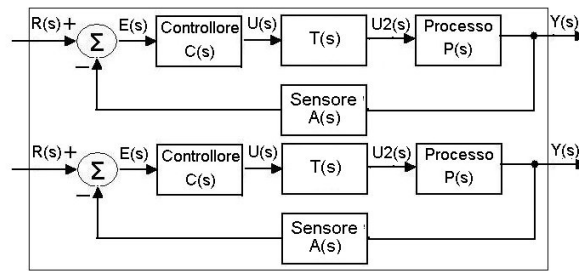 R(s)+ Σ E(s) Controllore C(s) U(s) T(s) U2(s) Processo P(s) Y(s)
−
Sensore A(s)
R(s)+ Σ E(s) Controllore C(s) U(s) T(s) U2(s) Processo P(s) Y(s)
−
Sensore A(s)